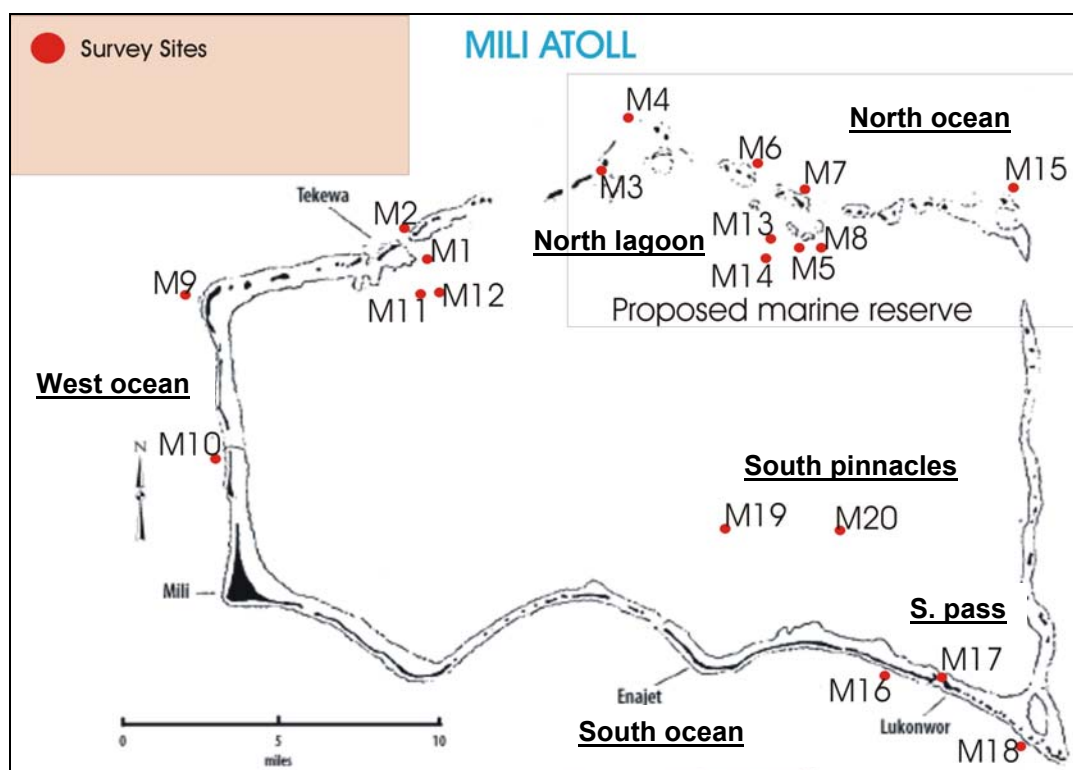 Survey Sites
MILI ATOLL
M4
North ocean
M6
M3
M7
M15
Tekewa
M2
North lagoon
M13
M8
M1
M14
M5
M9
M11
M12
Proposed marine reserve
West ocean
N
M10
South pinnacles
M19
M20
Mili
S. pass
M17
Enajet
M16
Lukonwor
South ocean
M18
0 5 10
miles